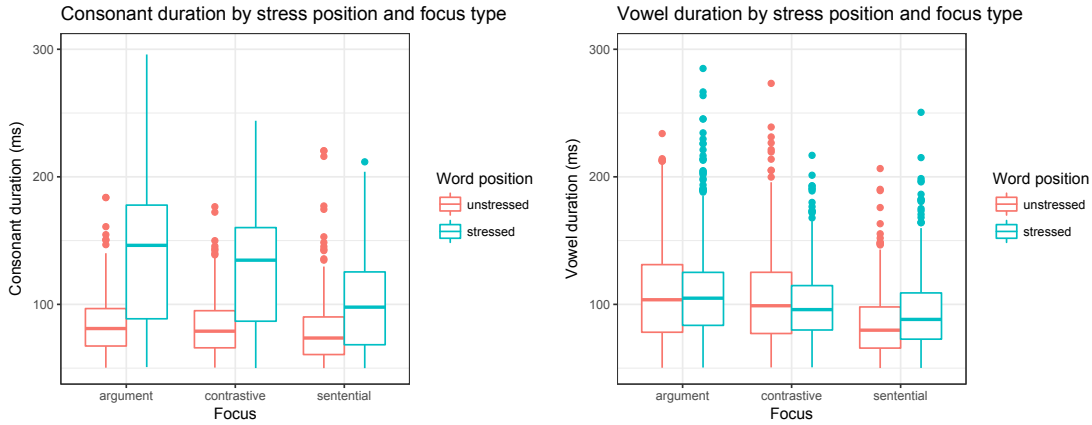 Consonant duration by stress position and focus type
300
200
100
Consonant duration (ms)
argument
contrastive
sentential
Focus
Word position
unstressed
stressed
Vowel duration by stress position and focus type
300
200
100
Vowel duration (ms)
argument
contrastive
sentential
Focus
Word position
unstressed
stressed